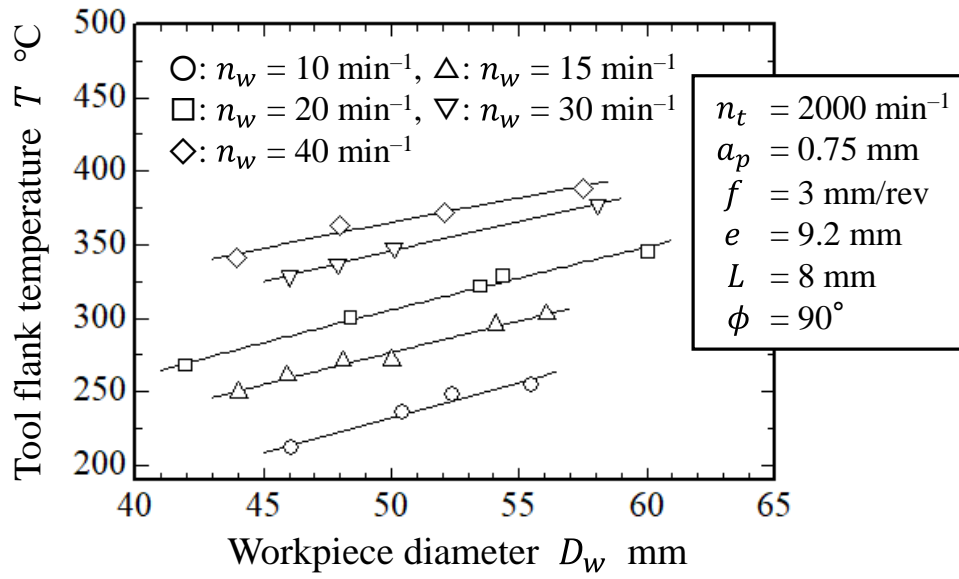 Tool flank temperature T °C
500
450
400
350
300
250
200
○: n_w = 10 min⁻¹, △: n_w = 15 min⁻¹
□: n_w = 20 min⁻¹, ▽: n_w = 30 min⁻¹
◇: n_w = 40 min⁻¹
n_t = 2000 min⁻¹
a_p = 0.75 mm
f = 3 mm/rev
e = 9.2 mm
L = 8 mm
ϕ = 90°
40 45 50 55 60 65
Workpiece diameter D_w mm